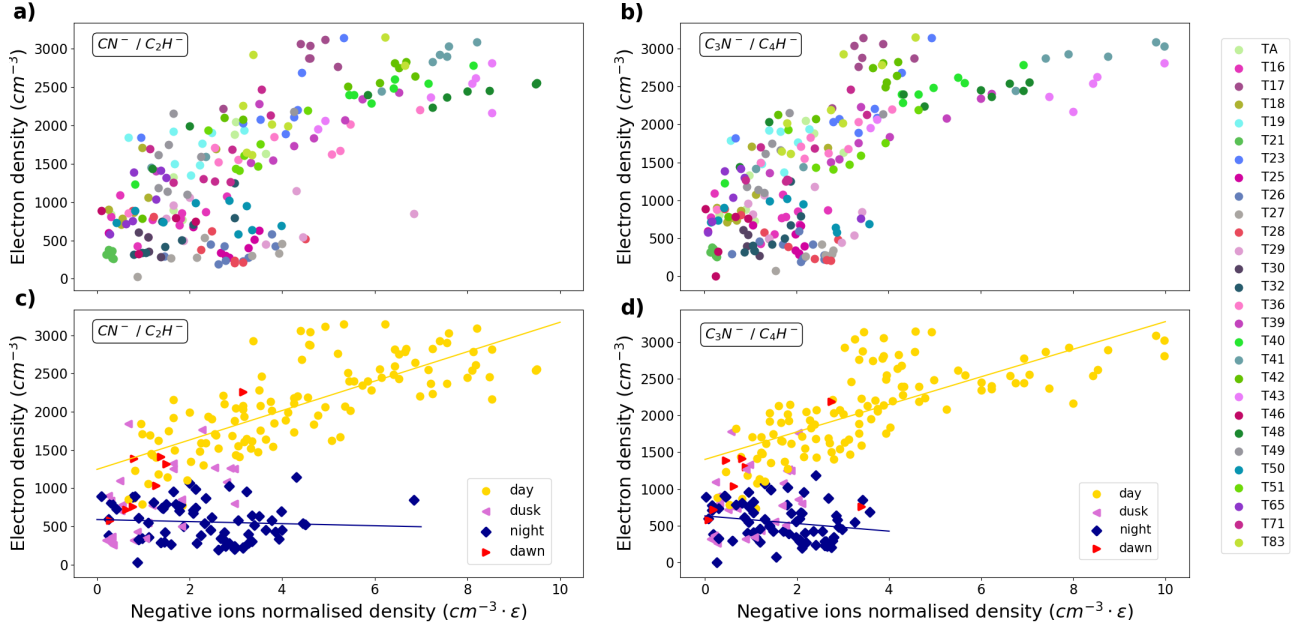 a)
CN⁻ / C₂H⁻
Electron density (cm⁻³)
3000
2500
2000
1500
1000
500
0
b)
C₃N⁻ / C₄H⁻
Electron density (cm⁻³)
3000
2500
2000
1500
1000
500
0
c)
CN⁻ / C₂H⁻
Electron density (cm⁻³)
3000
2500
2000
1500
1000
500
0
day
dusk
night
dawn
0 2 4 6 8 10
Negative ions normalised density (cm⁻³ · ε)
d)
C₃N⁻ / C₄H⁻
Electron density (cm⁻³)
3000
2500
2000
1500
1000
500
0
day
dusk
night
dawn
0 2 4 6 8 10
Negative ions normalised density (cm⁻³ · ε)
TA
T16
T17
T18
T19
T21
T23
T25
T26
T27
T28
T29
T30
T32
T36
T39
T40
T41
T42
T43
T46
T48
T49
T50
T51
T65
T71
T83